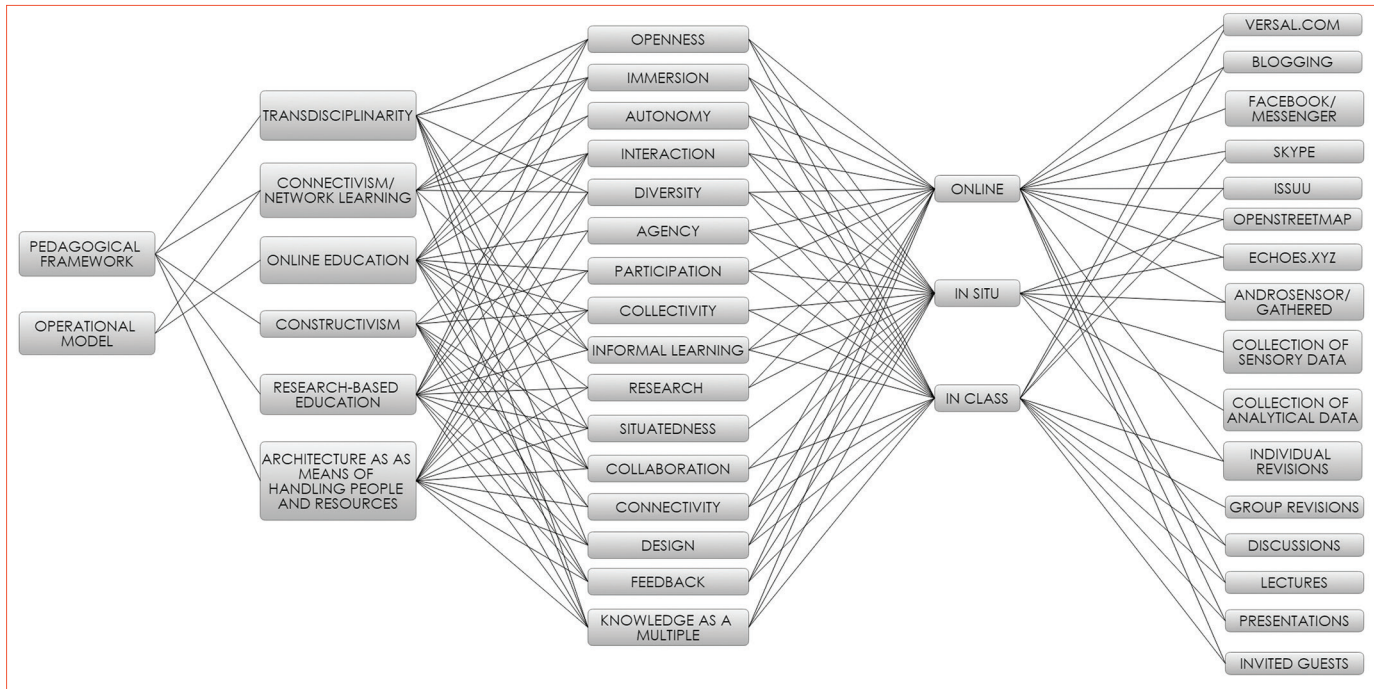 PEDAGOGICAL
FRAMEWORK
OPERATIONAL
MODEL
TRANSDISCIPLINARITY
CONNECTIVISM/
NETWORK LEARNING
ONLINE EDUCATION
CONSTRUCTIVISM
RESEARCH-BASED
EDUCATION
ARCHITECTURE AS AS
MEANS OF
HANDLING PEOPLE
AND RESOURCES
OPENNESS
IMMERSION
AUTONOMY
INTERACTION
DIVERSITY
AGENCY
PARTICIPATION
COLLECTIVITY
INFORMAL LEARNING
RESEARCH
SITUATEDNESS
COLLABORATION
CONNECTIVITY
DESIGN
FEEDBACK
KNOWLEDGE AS A
MULTIPLE
ONLINE
IN SITU
IN CLASS
VERSAL.COM
BLOGGING
FACEBOOK/
MESSENGER
SKYPE
ISSUU
OPENSTREETMAP
ECHOES.XYZ
ANDROSENSOR/
GATHERED
COLLECTION OF
SENSORY DATA
COLLECTION OF
ANALYTICAL DATA
INDIVIDUAL
REVISIONS
GROUP REVISIONS
DISCUSSIONS
LECTURES
PRESENTATIONS
INVITED GUESTS